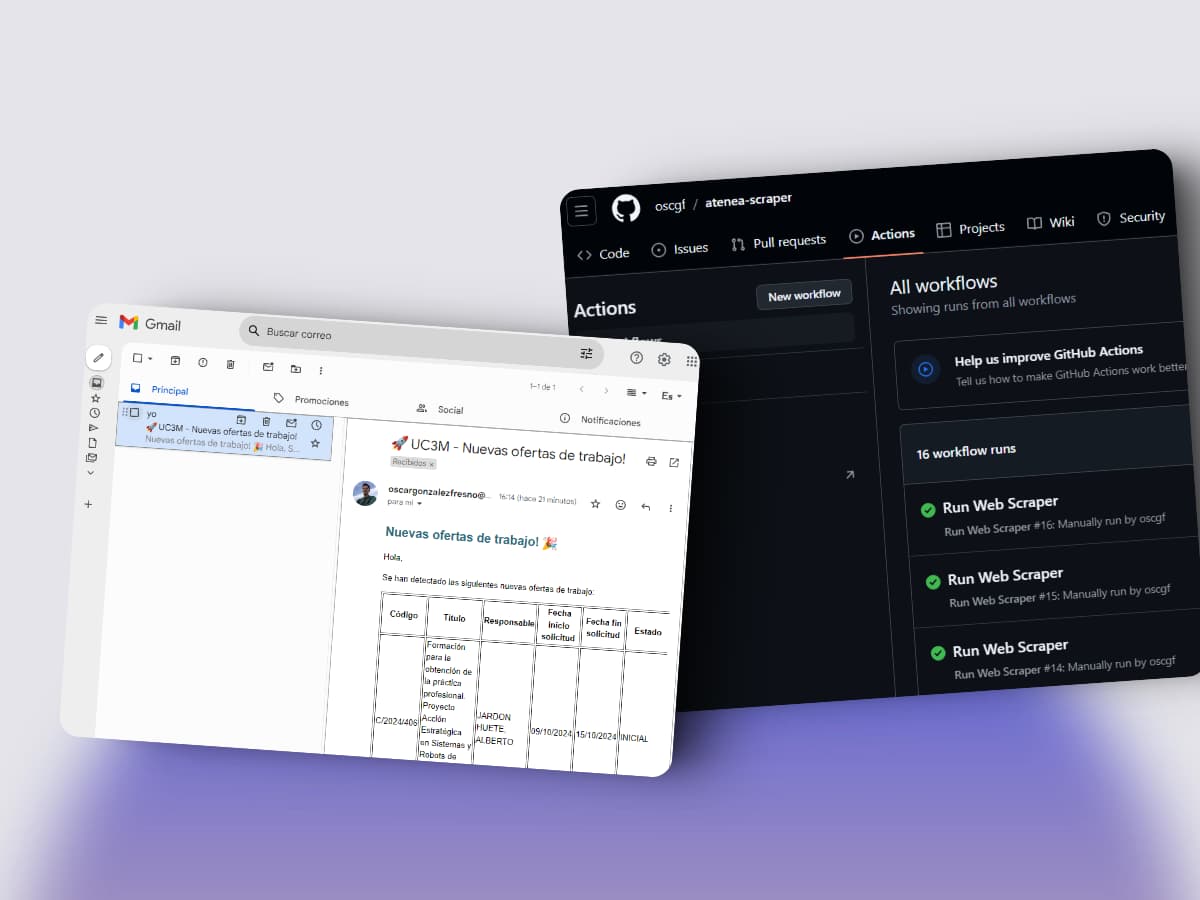 oscgf / atenea-scraper
Code
Issues
Pull requests
Actions
Projects
Wiki
Security
Actions
New workflow
All workflows
Showing runs from all workflows
Help us improve GitHub Actions
Tell us how to make GitHub Actions work better
16 workflow runs
Run Web Scraper
Run Web Scraper #16: Manually run by oscgf
Run Web Scraper
Run Web Scraper #15: Manually run by oscgf
Run Web Scraper
Run Web Scraper #14: Manually run by oscgf
Gmail
Buscar correo
1–1 de 1
Es
Principal
Promociones
Social
Notificaciones
yo
🚀 UC3M - Nuevas ofertas de trabajo!
Nuevas ofertas de trabajo! 🎉 Hola, S...
🚀 UC3M - Nuevas ofertas de trabajo!
Recibidos ×
oscargonzalezfresno@... 16:14 (hace 21 minutos)
para mí
Nuevas ofertas de trabajo! 🎉
Hola,
Se han detectado las siguientes nuevas ofertas de trabajo:
Código
Título
Responsable
Fecha
inicio
solicitud
Fecha fin
solicitud
Estado
C/2024/406
Formación
para la
obtención de
la práctica
profesional.
Proyecto
Acción
Estratégica
en Sistemas y
Robots de
JARDON
HUETE,
ALBERTO
09/10/2024
15/10/2024
INICIAL